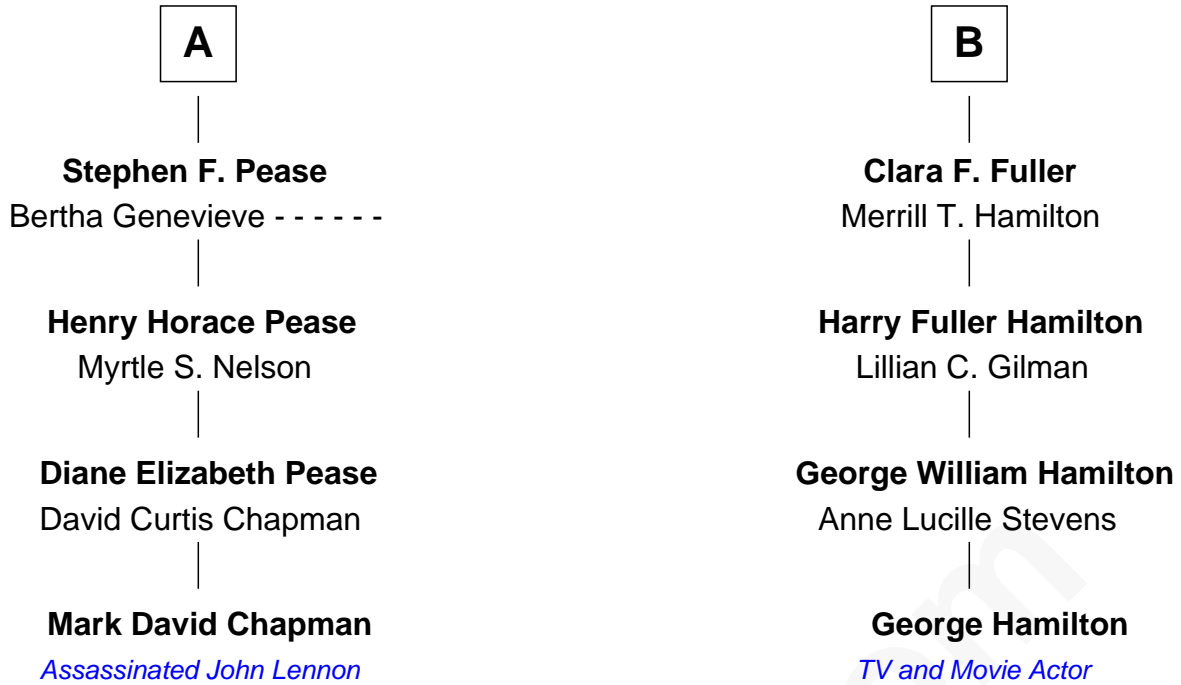 A
Stephen F. Pease
Bertha Genevieve - - - - - -
Henry Horace Pease
Myrtle S. Nelson
Diane Elizabeth Pease
David Curtis Chapman
Mark David Chapman
Assassinated John Lennon
B
Clara F. Fuller
Merrill T. Hamilton
Harry Fuller Hamilton
Lillian C. Gilman
George William Hamilton
Anne Lucille Stevens
George Hamilton
TV and Movie Actor